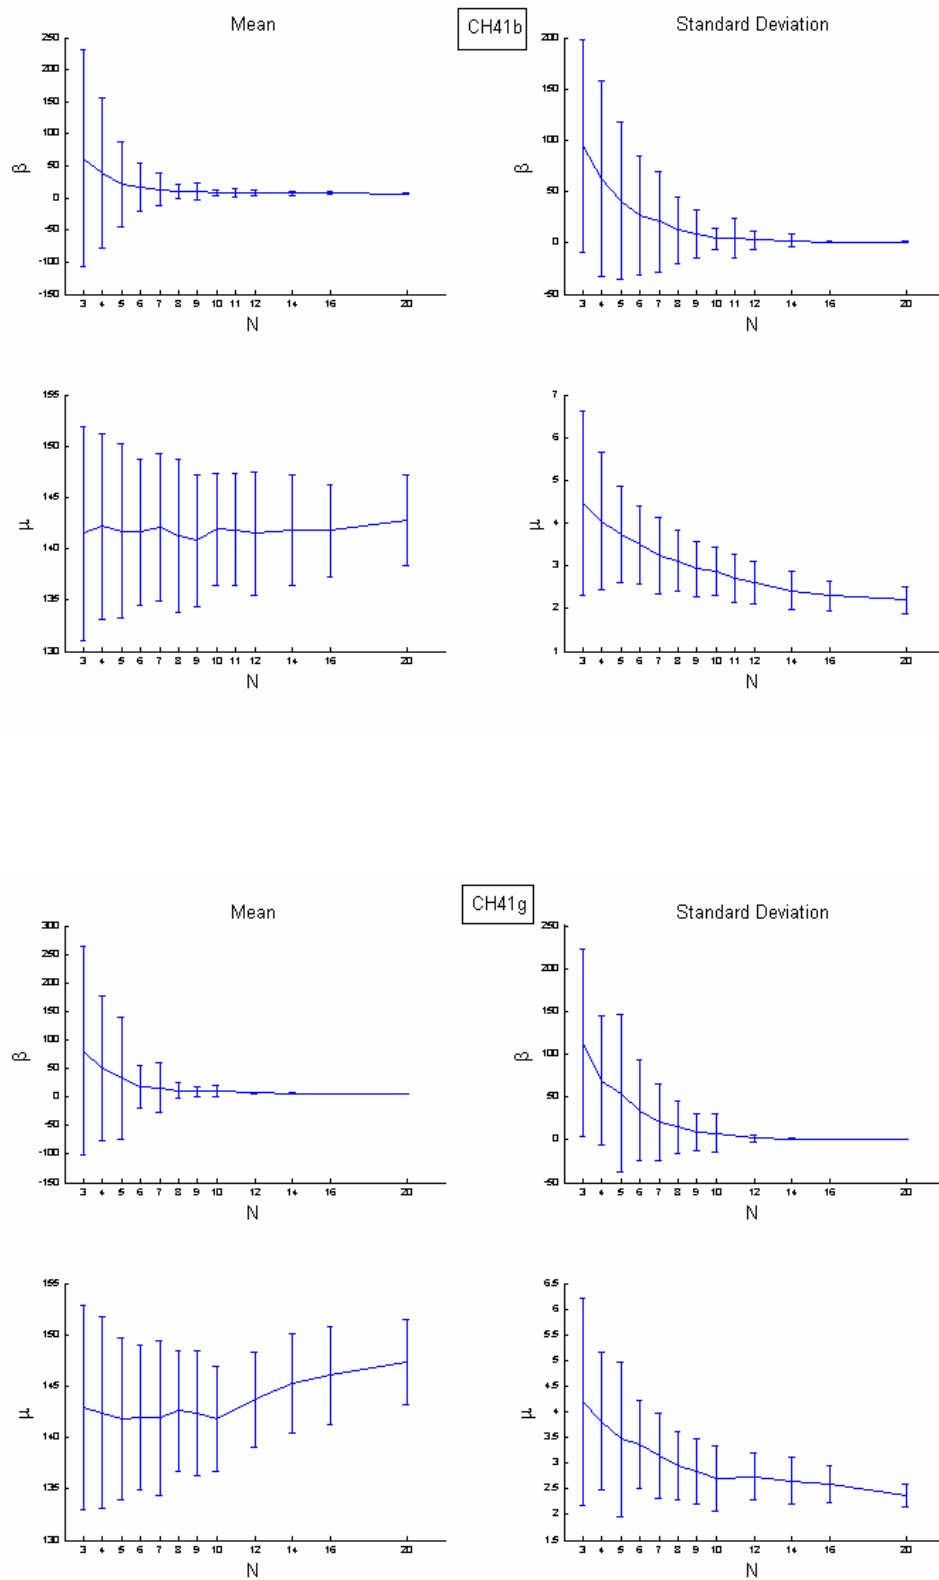 CH41b
Mean
Standard Deviation
250
200
150
100
50
0
-50
-100
-150
β
3 4 5 6 7 8 9 10 11 12 14 16 20
N
200
150
100
50
0
-50
β
3 4 5 6 7 8 9 10 11 12 14 16 20
N
155
150
145
140
135
130
μ
3 4 5 6 7 8 9 10 11 12 14 16 20
N
7
6
5
4
3
2
1
μ
3 4 5 6 7 8 9 10 11 12 14 16 20
N
CH41g
Mean
Standard Deviation
300
250
200
150
100
50
0
-50
-100
-150
β
3 4 5 6 7 8 9 10 12 14 16 20
N
250
200
150
100
50
0
-50
β
3 4 5 6 7 8 9 10 12 14 16 20
N
155
150
145
140
135
130
μ
3 4 5 6 7 8 9 10 12 14 16 20
N
6.5
6
5.5
5
4.5
4
3.5
3
2.5
2
1.5
μ
3 4 5 6 7 8 9 10 12 14 16 20
N